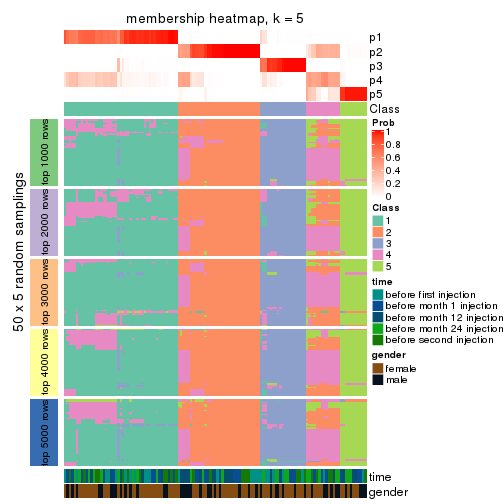 membership heatmap, k = 5
p1
p2
p3
p4
p5
Class
50 x 5 random samplings
top 1000 rows
top 2000 rows
top 3000 rows
top 4000 rows
top 5000 rows
time
gender
Prob
1
0.8
0.6
0.4
0.2
0
Class
1
2
3
4
5
time
before first injection
before month 1 injection
before month 12 injection
before month 24 injection
before second injection
gender
female
male